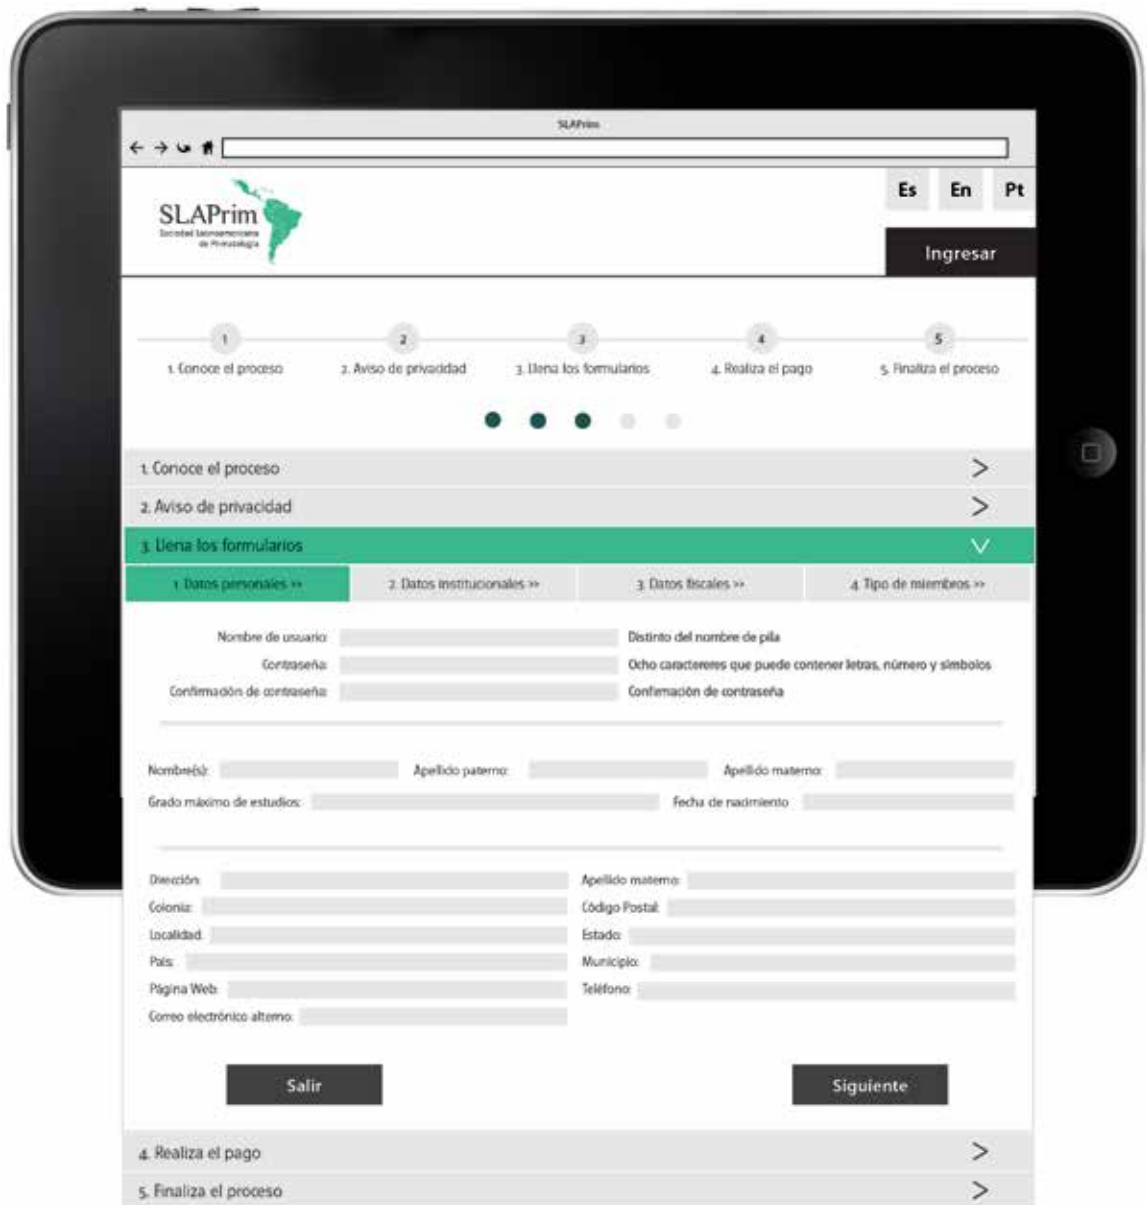 SLAPrim
Es En Pt
SLAPrim
Sociedad latinoamericana
de Primatología
Ingresar
1 2 3 4 5
1. Conoce el proceso 2. Aviso de privacidad 3. Llena los formularios 4. Realiza el pago 5. Finaliza el proceso
1. Conoce el proceso >
2. Aviso de privacidad >
3. Llena los formularios
1. Datos personales >> 2. Datos institucionales >> 3. Datos fiscales >> 4. Tipo de miembros >>
Nombre de usuario: Distinto del nombre de pila
Contraseña: Ocho caractereres que puede contener letras, número y símbolos
Confirmación de contraseña: Confirmación de contraseña
Nombre(s): Apellido paterno: Apellido materno:
Grado máximo de estudios: Fecha de nacimiento
Dirección: Apellido materno:
Colonia: Código Postal:
Localidad: Estado:
País: Municipio:
Página Web: Teléfono:
Correo electrónico alterno:
Salir Siguiente
4. Realiza el pago >
5. Finaliza el proceso >